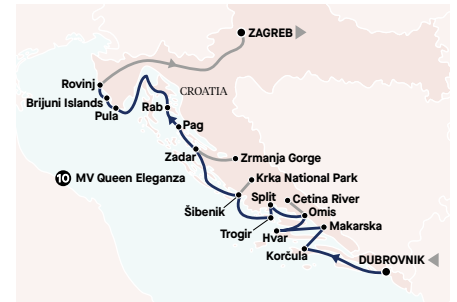 ZAGREB
Rovinj
CROATIA
Brijuni Islands
Rab
Pula
Pag
Zadar
Zrmanja Gorge
10 MV Queen Eleganza
Krka National Park
Split
Cetina River
Šibenik
Omis
Trogir
Makarska
Hvar
Korčula
DUBROVNIK